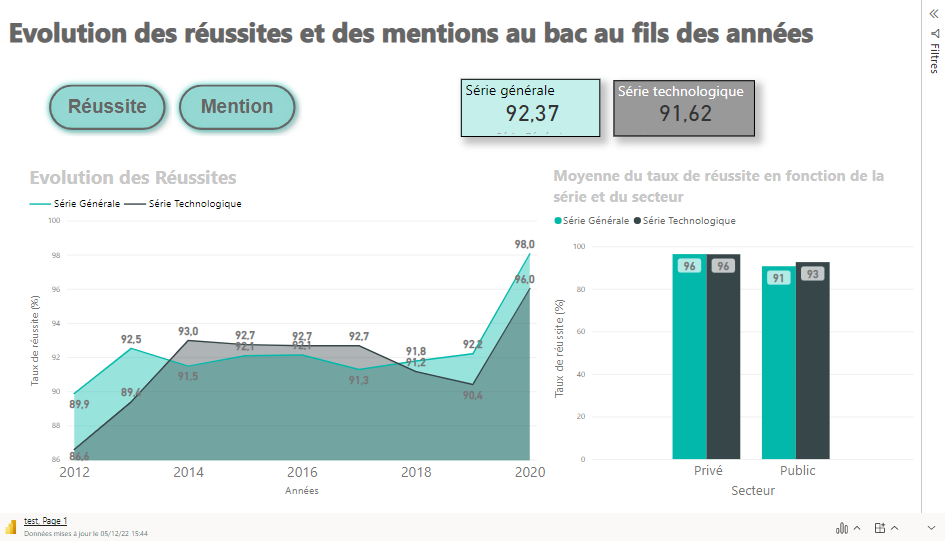 Evolution des réussites et des mentions au bac au fils des années
Filtres
Réussite
Mention
Série générale
92,37
Série technologique
91,62
Evolution des Réussites
Série Générale
Série Technologique
100
98
96
94
92
90
88
86
Taux de réussite (%)
89,9
92,5
91,5
92,1
92,1
91,3
91,8
92,2
98,0
86,6
89,4
93,0
92,7
92,7
92,7
91,2
90,4
96,0
2012
2014
2016
2018
2020
Années
Moyenne du taux de réussite en fonction de la
série et du secteur
Série Générale
Série Technologique
100
80
60
40
20
0
Taux de réussite (%)
96
96
91
93
Privé
Public
Secteur
test, Page 1
Données mises à jour le 05/12/22 15:44